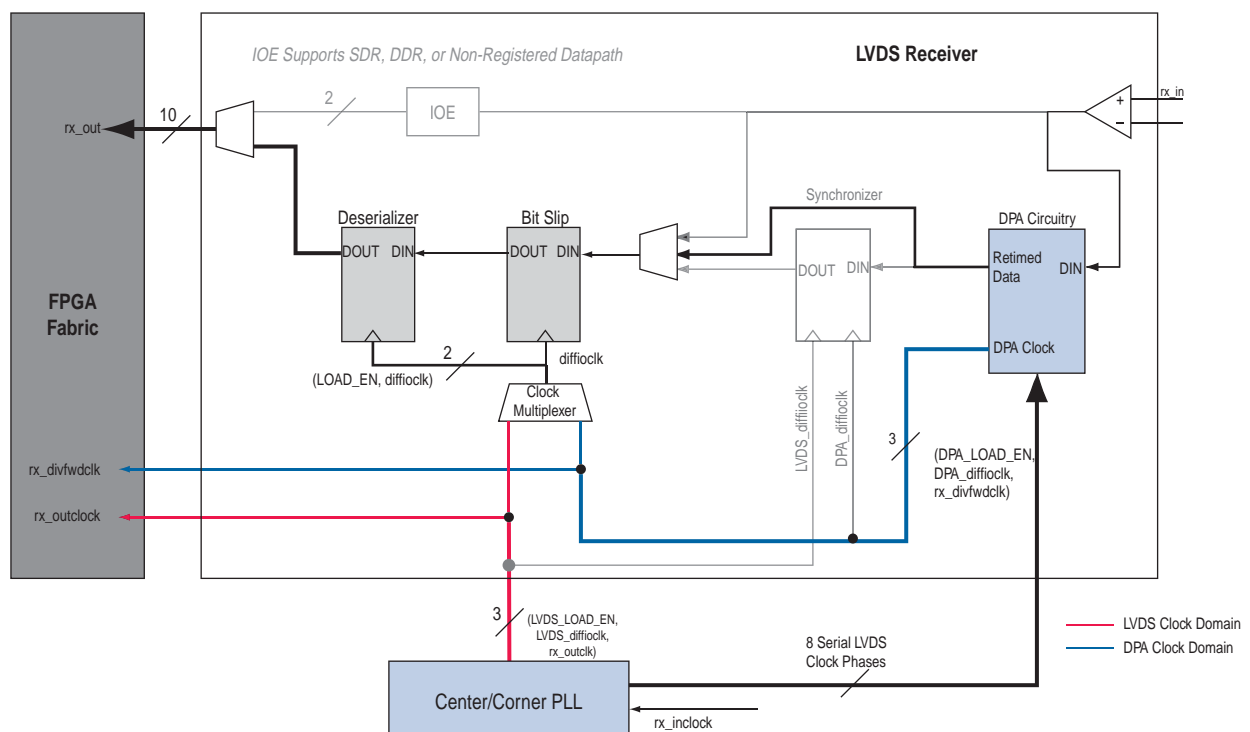 IOE Supports SDR, DDR, or Non-Registered Datapath
LVDS Receiver
rx_in
+
–
2
IOE
10
rx_out
Synchronizer
Deserializer
Bit Slip
DPA Circuitry
DOUT DIN
DOUT DIN
DOUT DIN
Retimed
Data
DIN
DPA Clock
FPGA
Fabric
2
(LOAD_EN, diffioclk)
diffioclk
Clock
Multiplexer
LVDS_diffiioclk
DPA_diffioclk
3
(DPA_LOAD_EN,
DPA_diffioclk,
rx_divfwdclk)
rx_divfwdclk
rx_outclock
3
(LVDS_LOAD_EN,
LVDS_diffioclk,
rx_outclk)
8 Serial LVDS
Clock Phases
LVDS Clock Domain
DPA Clock Domain
Center/Corner PLL
rx_inclock